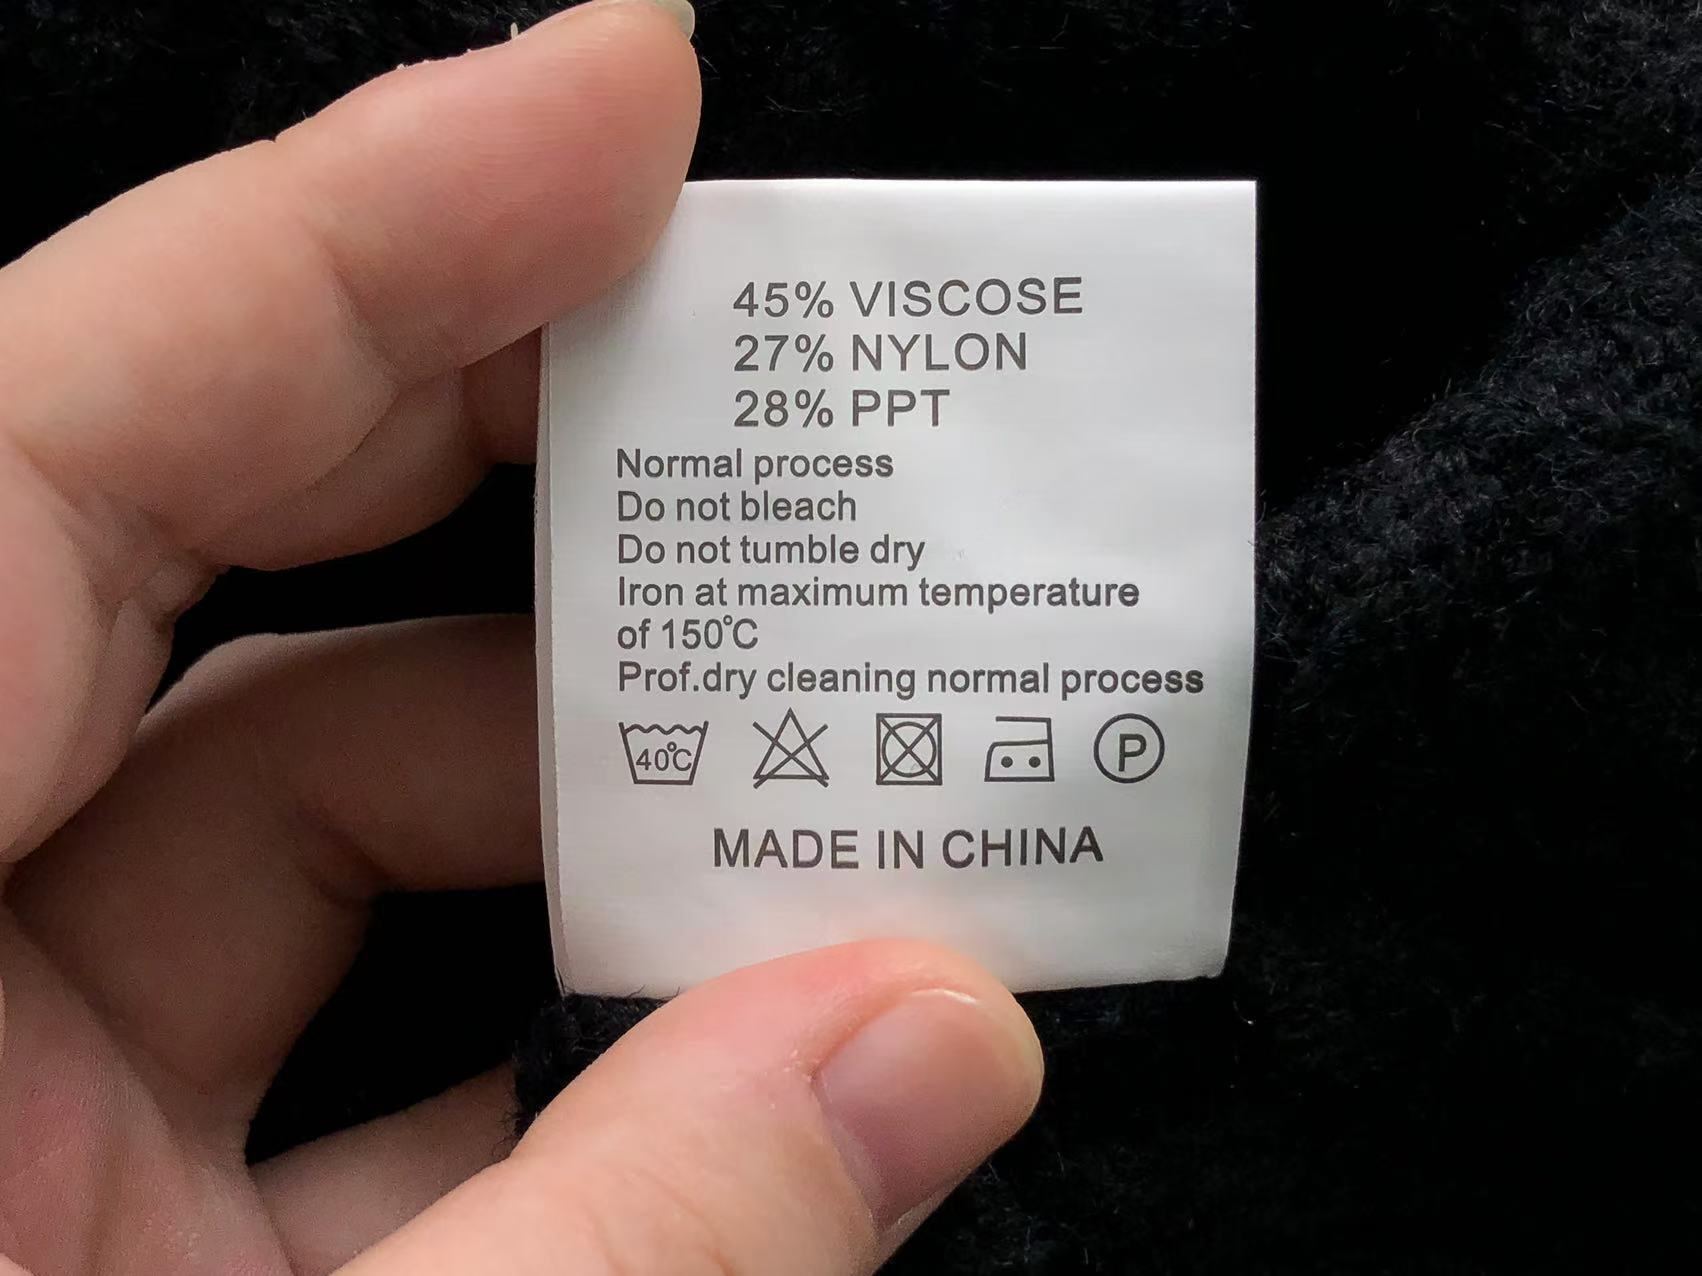 45% VISCOSE
27% NYLON
28% PPT
Normal process
Do not bleach
Do not tumble dry
Iron at maximum temperature
of 150℃
Prof.dry cleaning normal process
40℃ P
MADE IN CHINA